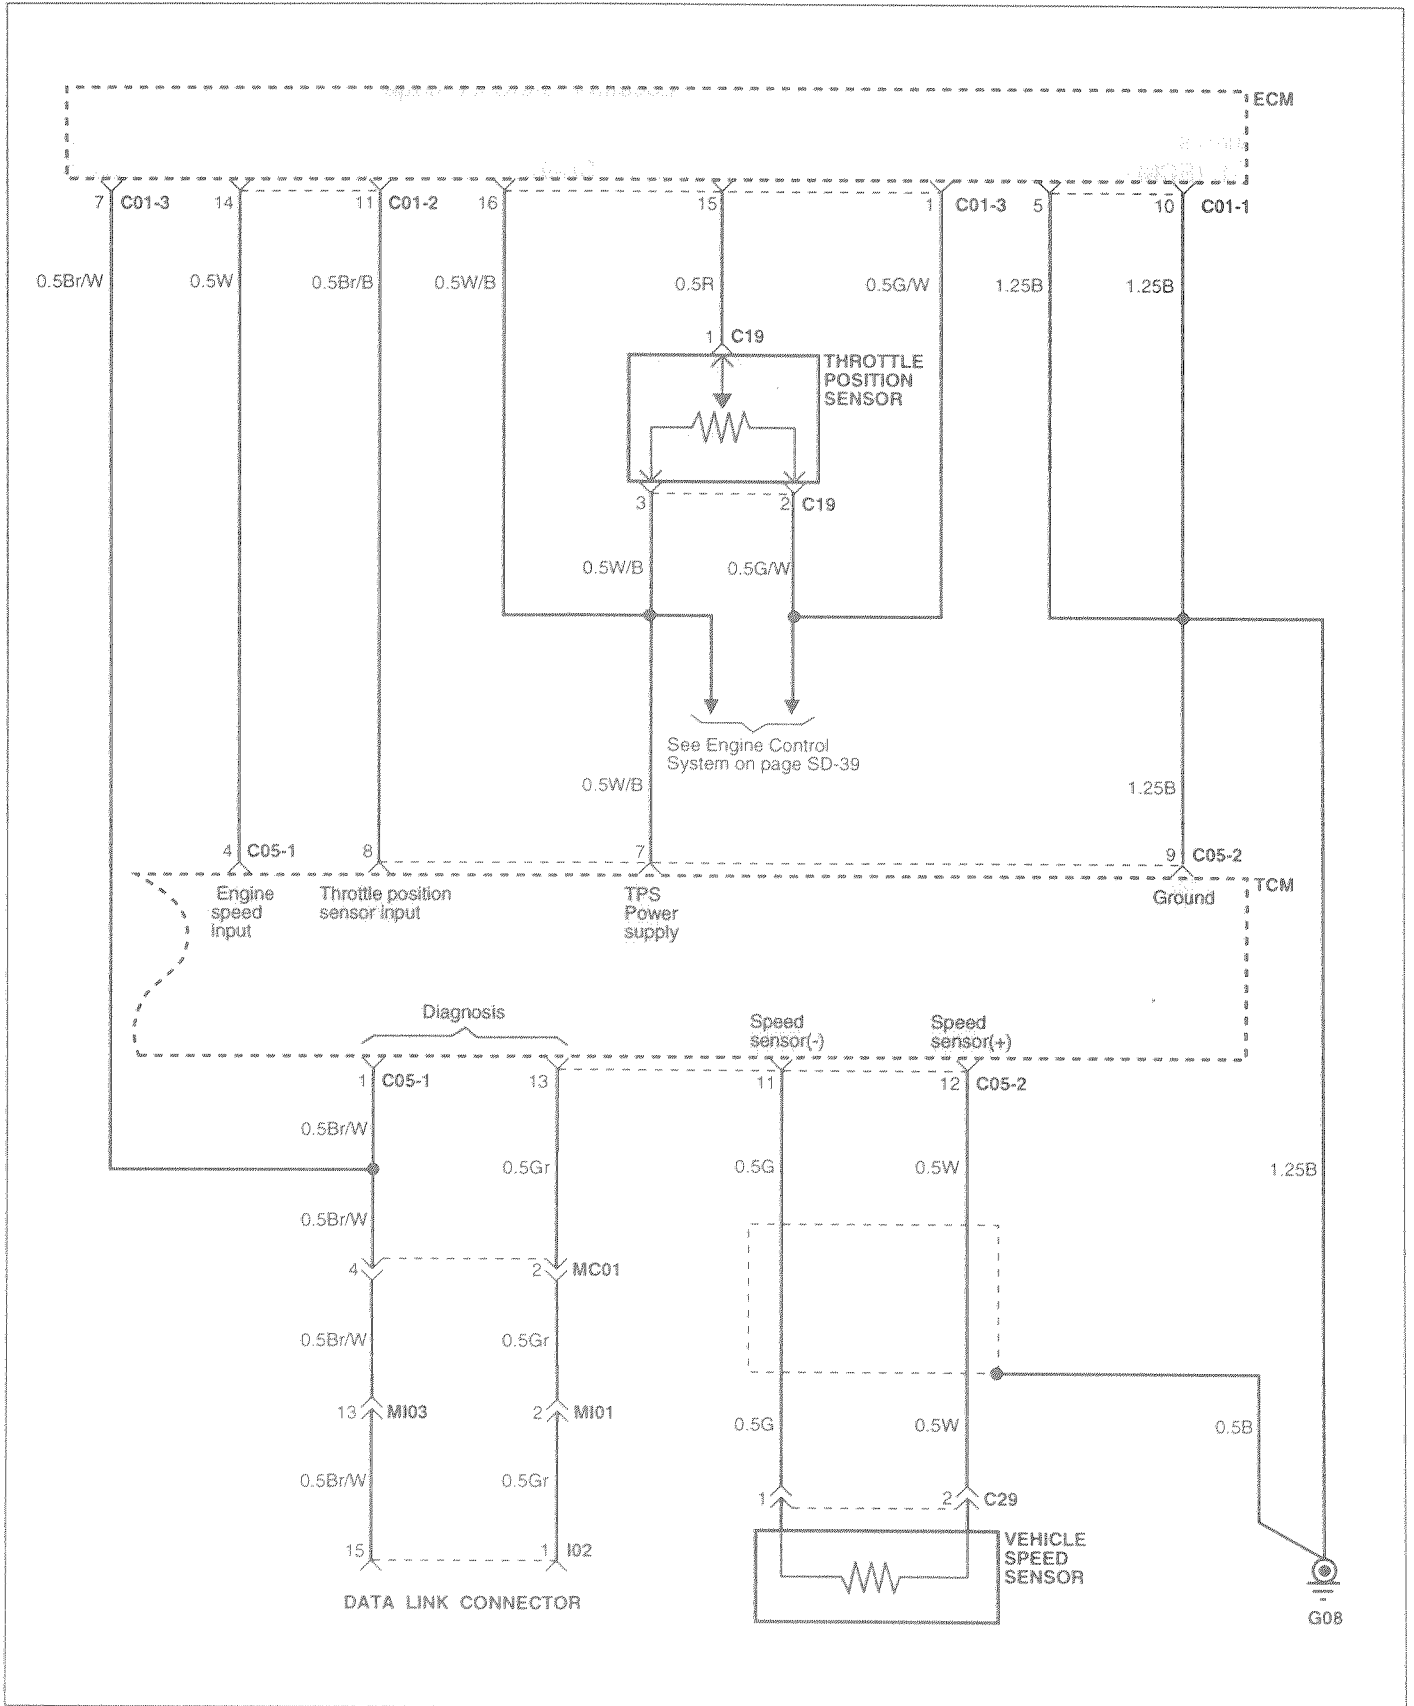 ECM
7 C01-3
14
11 C01-2
16
15
1 C01-3
5
10 C01-1
0.5Br/W
0.5W
0.5Br/B
0.5W/B
0.5R
0.5G/W
1.25B
1.25B
1 C19
THROTTLE
POSITION
SENSOR
3
2 C19
0.5W/B
0.5G/W
See Engine Control
System on page SD-39
0.5W/B
1.25B
4 C05-1
8
7
9 C05-2
TCM
Engine
speed
input
Throttle position
sensor input
TPS
Power
supply
Ground
Diagnosis
Speed
sensor(-)
Speed
sensor(+)
1 C05-1
13
11
12 C05-2
0.5Br/W
0.5Gr
0.5G
0.5W
1.25B
0.5Br/W
4
2 MC01
0.5Br/W
0.5Gr
13 MI03
2 MI01
0.5G
0.5W
0.5B
0.5Br/W
0.5Gr
1
2 C29
15
1 I02
VEHICLE
SPEED
SENSOR
DATA LINK CONNECTOR
G08